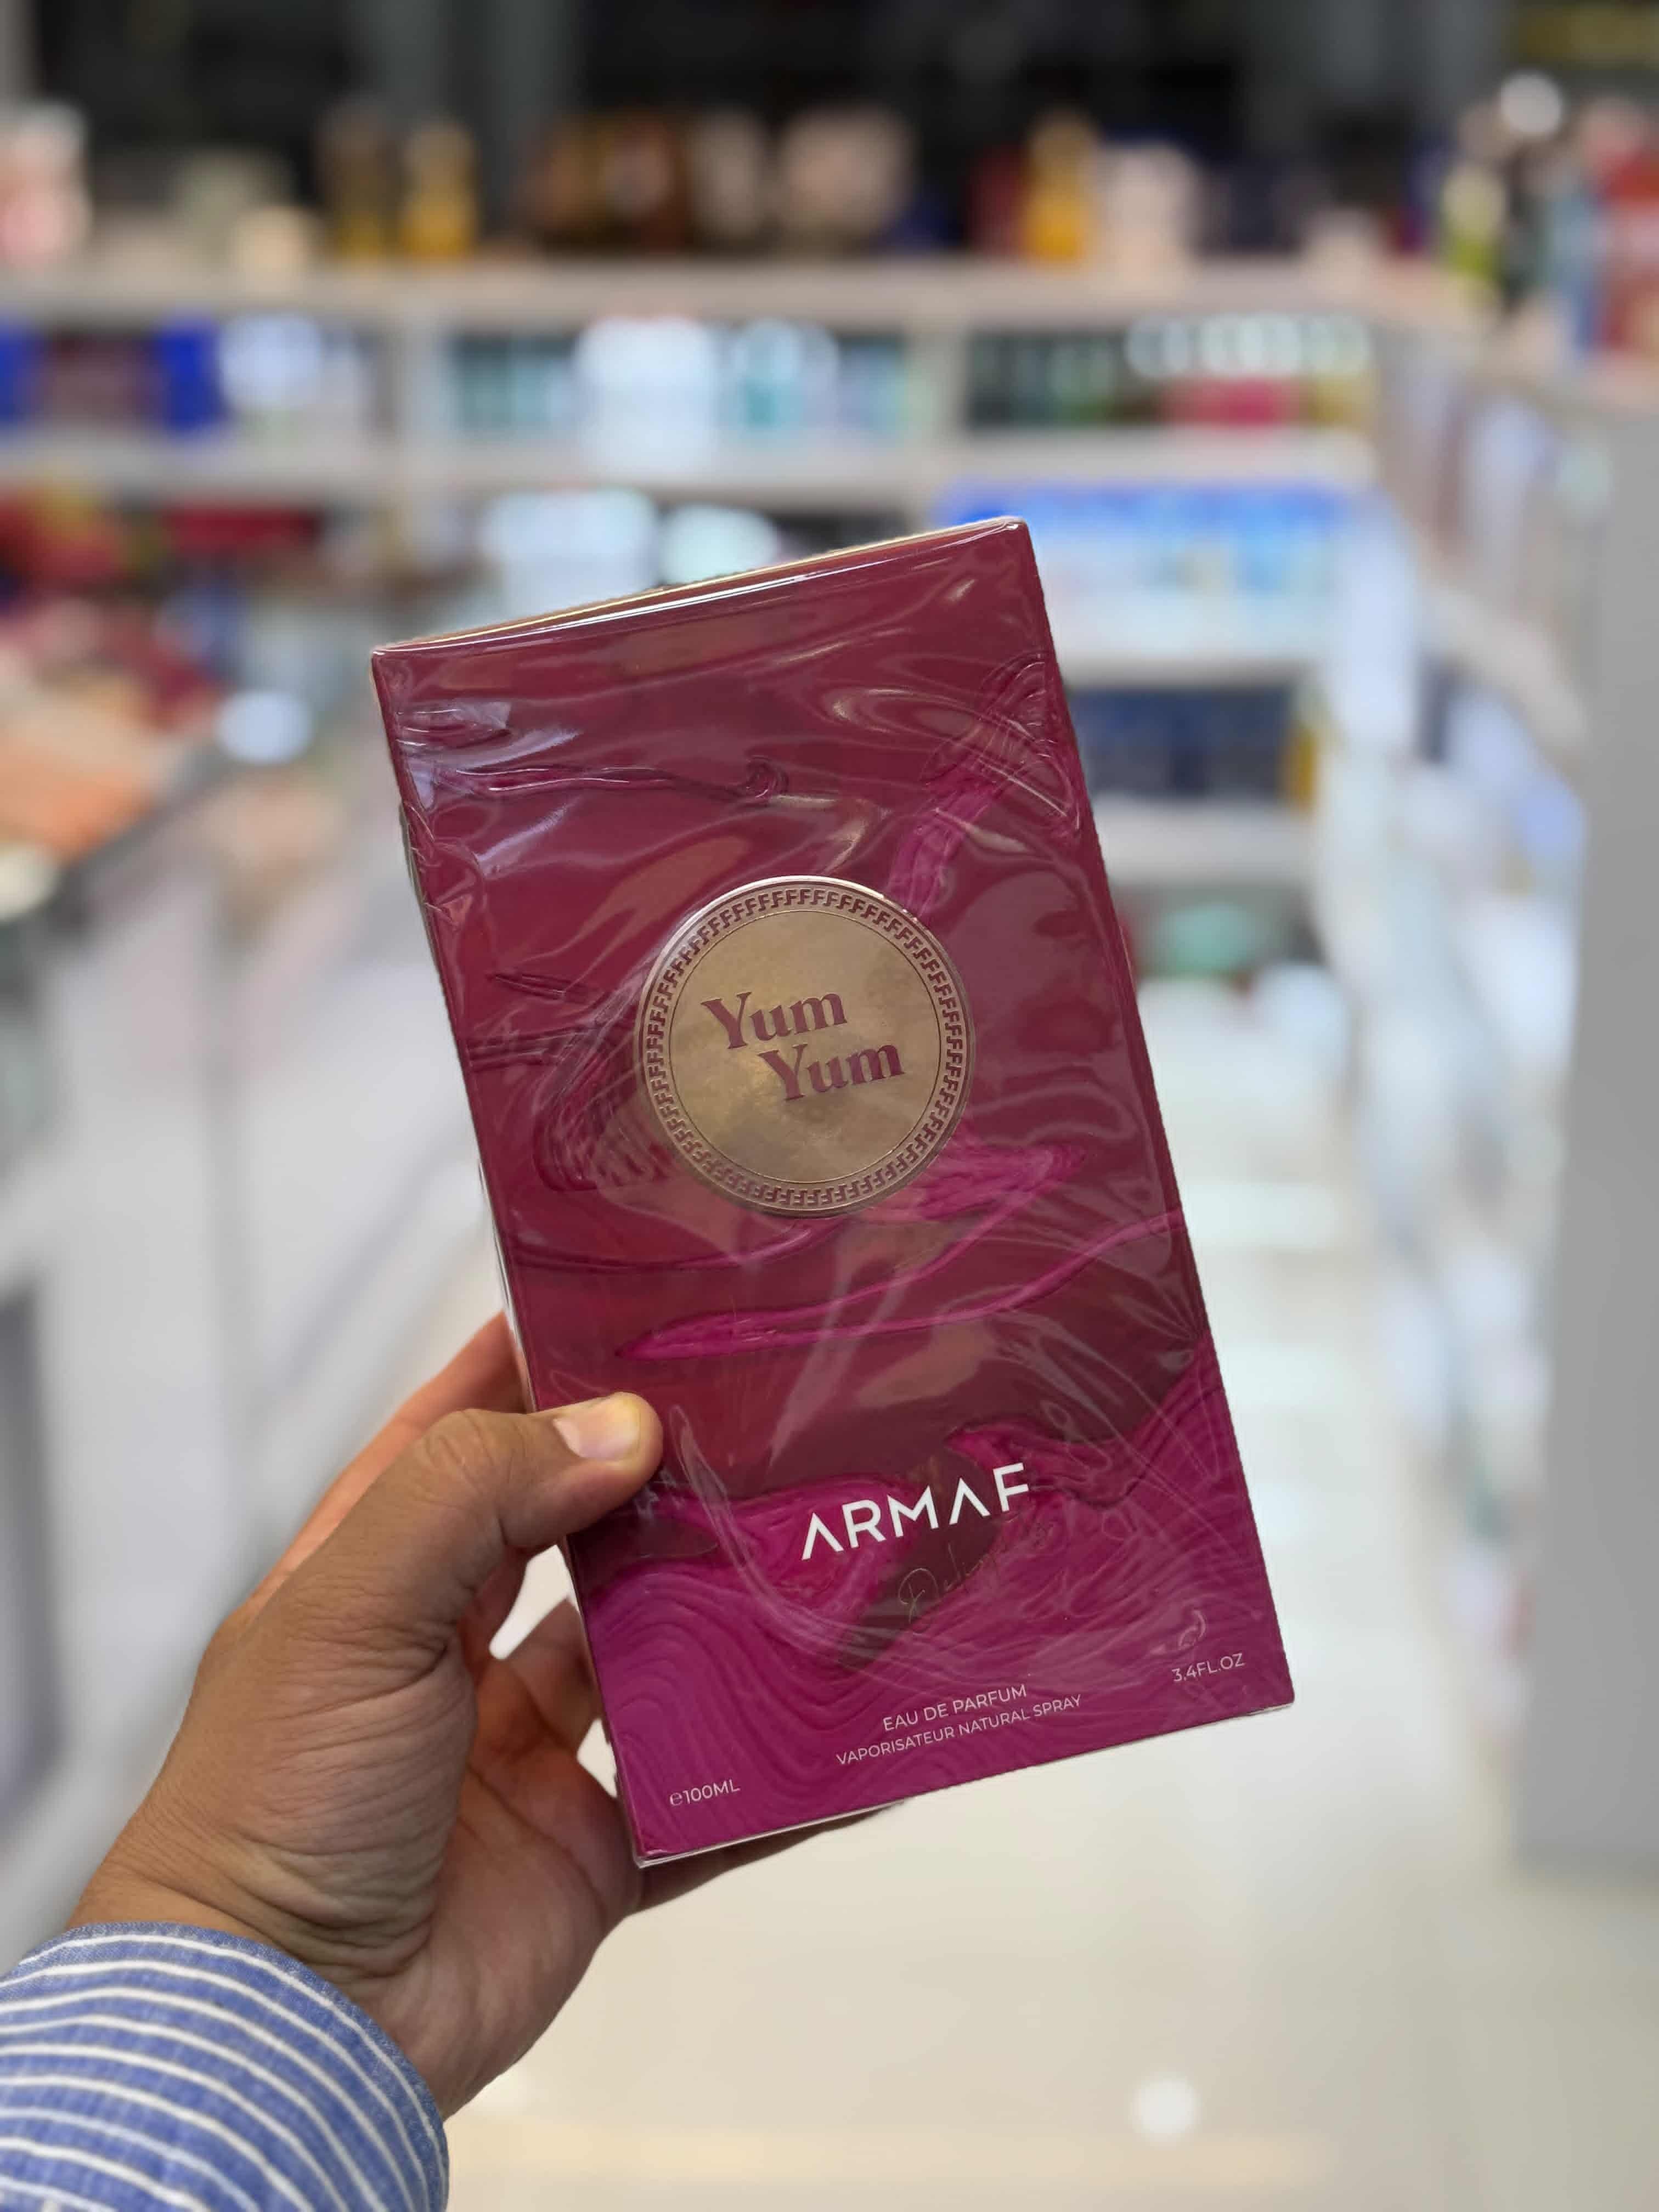 Yum
Yum
ARMAF
EAU DE PARFUM
VAPORISATEUR NATURAL SPRAY
3.4FL.OZ
℮100ML